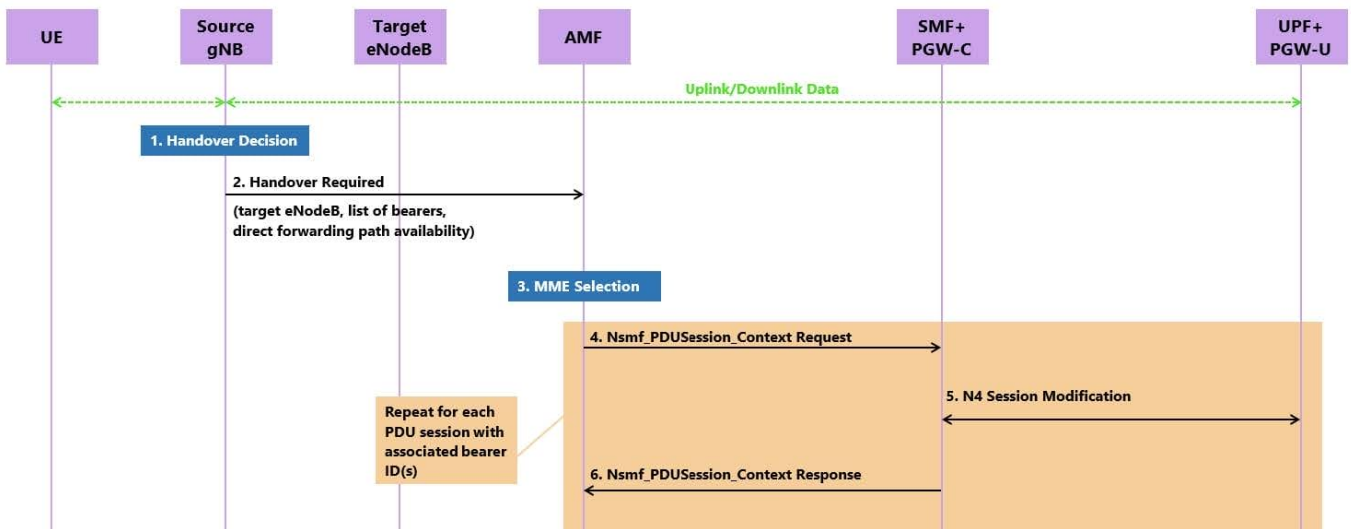 UE
Source
gNB
Target
eNodeB
AMF
SMF+
PGW-C
UPF+
PGW-U
Uplink/Downlink Data
1. Handover Decision
2. Handover Required
(target eNodeB, list of bearers,
direct forwarding path availability)
3. MME Selection
4. Nsmf_PDUSession_Context Request
5. N4 Session Modification
Repeat for each
PDU session with
associated bearer
ID(s)
6. Nsmf_PDUSession_Context Response